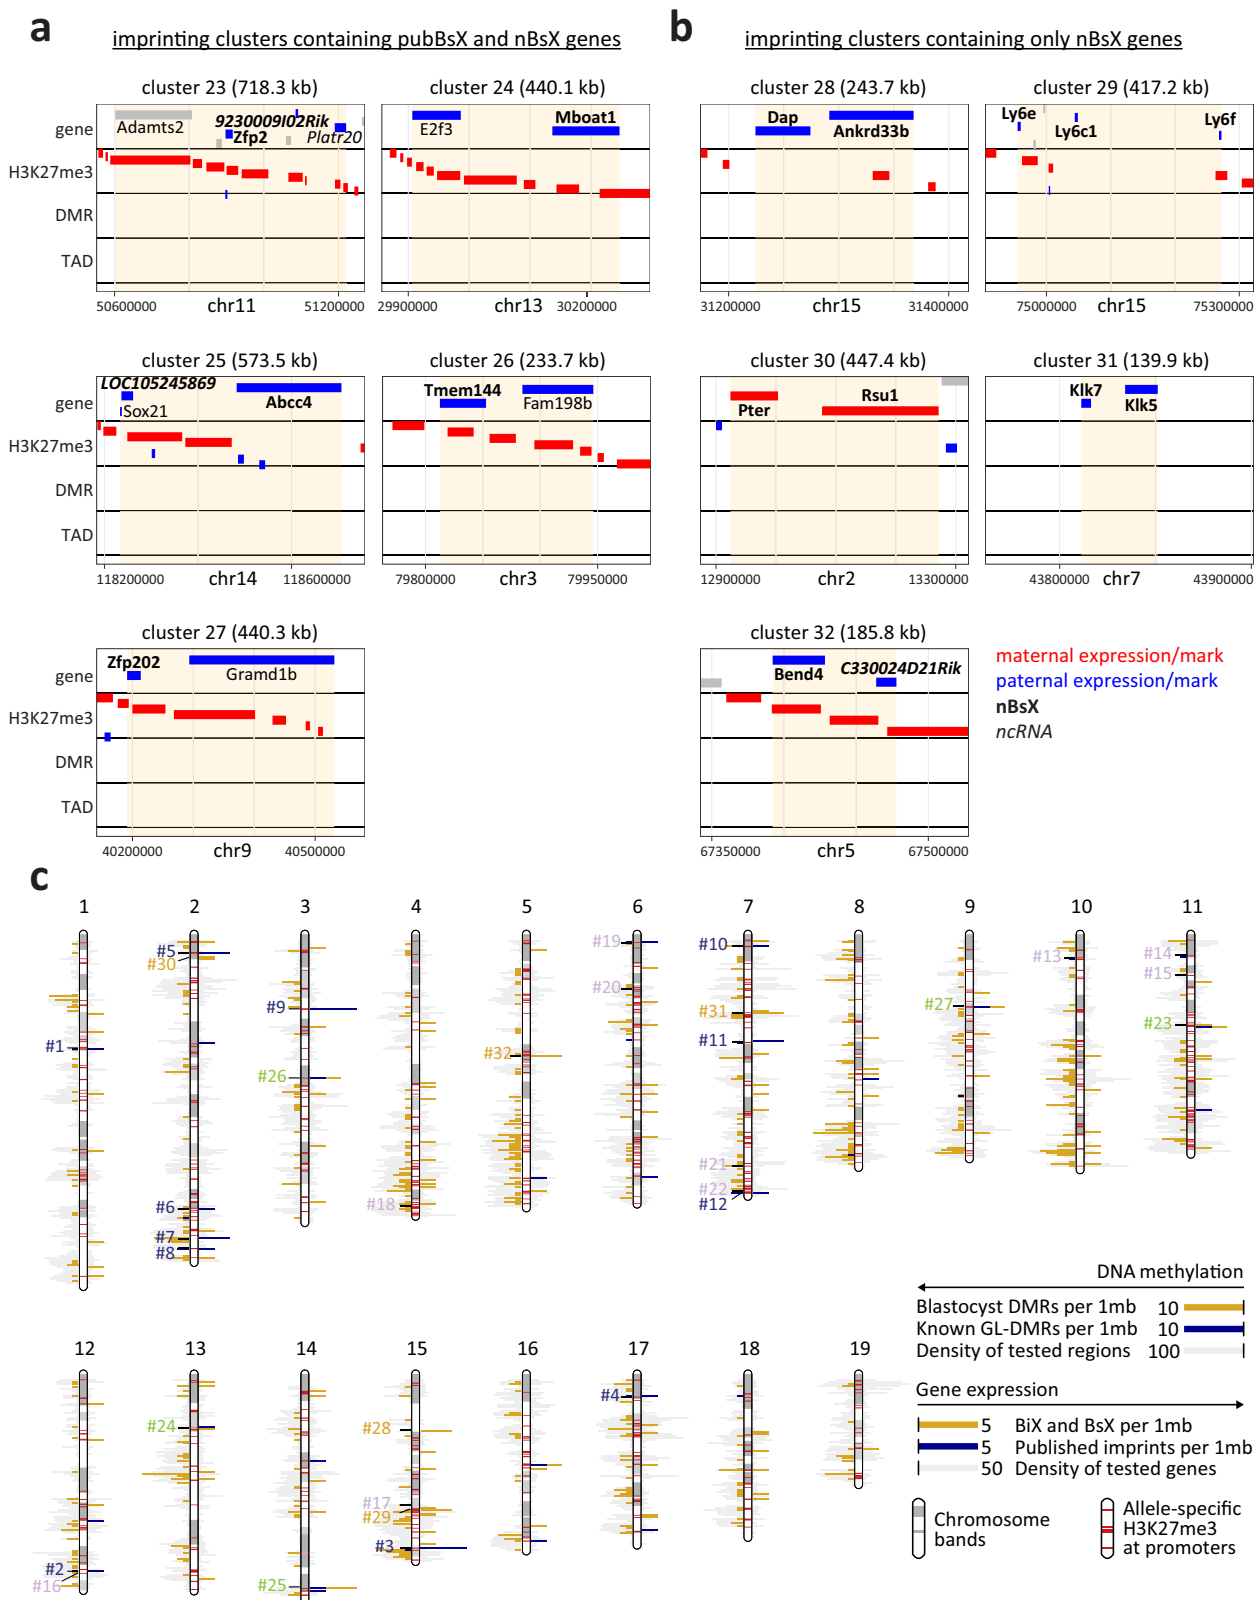 a
imprinting clusters containing pubBsX and nBsX genes
b
imprinting clusters containing only nBsX genes
cluster 23 (718.3 kb)
cluster 24 (440.1 kb)
cluster 28 (243.7 kb)
cluster 29 (417.2 kb)
gene
H3K27me3
DMR
TAD
Adamts2
9230009I02Rik
Zfp2
Platr20
E2f3
Mboat1
Dap
Ankrd33b
Ly6e
Ly6c1
Ly6f
50600000
chr11
51200000
29900000
chr13
30200000
31200000
chr15
31400000
75000000
chr15
75300000
cluster 25 (573.5 kb)
cluster 26 (233.7 kb)
cluster 30 (447.4 kb)
cluster 31 (139.9 kb)
gene
H3K27me3
DMR
TAD
LOC105245869
Sox21
Abcc4
Tmem144
Fam198b
Pter
Rsu1
Klk7
Klk5
118200000
chr14
118600000
79800000
chr3
79950000
12900000
chr2
13300000
43800000
chr7
43900000
cluster 27 (440.3 kb)
cluster 32 (185.8 kb)
gene
H3K27me3
DMR
TAD
Zfp202
Gramd1b
Bend4
C330024D21Rik
40200000
chr9
40500000
67350000
chr5
67500000
maternal expression/mark
paternal expression/mark
nBsX
ncRNA
c
1
2
3
4
5
6
7
8
9
10
11
#1
#5
#30
#6
#7
#8
#9
#26
#18
#32
#19
#20
#10
#31
#11
#21
#22
#12
#27
#13
#14
#15
#23
DNA methylation
Blastocyst DMRs per 1mb 10
Known GL-DMRs per 1mb 10
Density of tested regions 100
Gene expression
5 BiX and BsX per 1mb
5 Published imprints per 1mb
50 Density of tested genes
Chromosome
bands
Allele-specific
H3K27me3
at promoters
12
13
14
15
16
17
18
19
#2
#16
#24
#25
#28
#17
#29
#3
#4